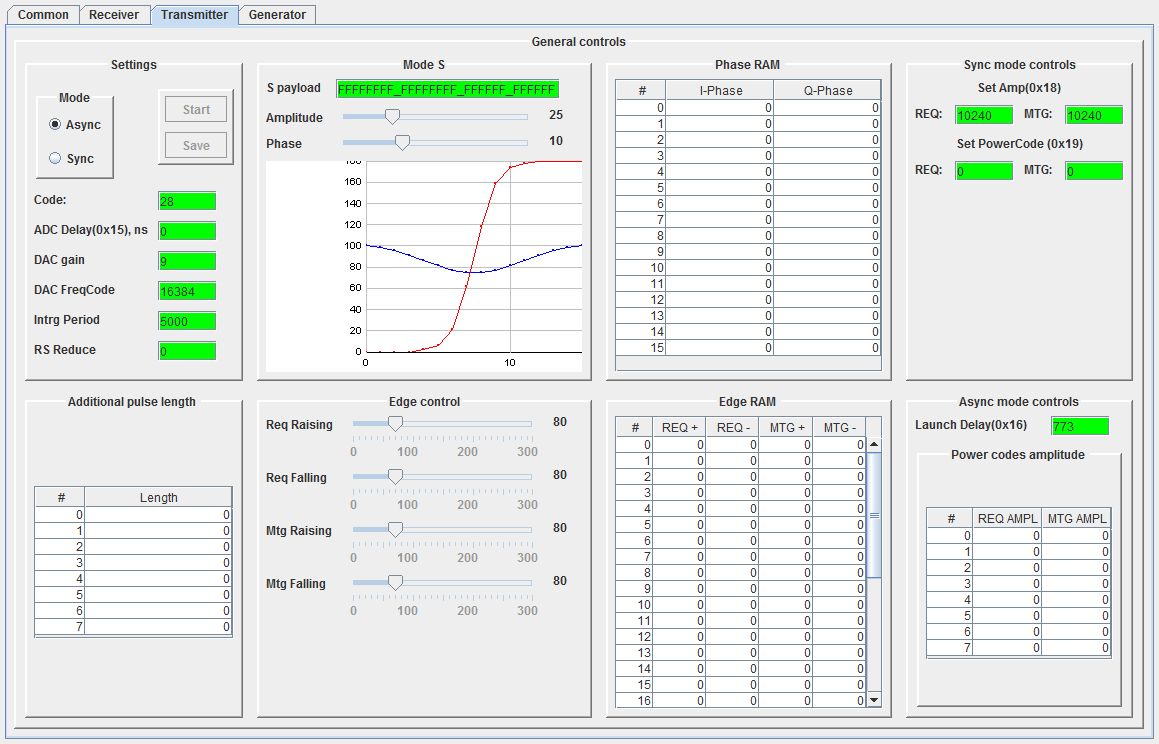 Common Receiver Transmitter Generator
General controls
Settings
Mode
Async
Sync
Start
Save
Code: 28
ADC Delay(0x15), ns 0
DAC gain 9
DAC FreqCode 16384
Intrg Period 5000
RS Reduce 0
Mode S
S payload FFFFFFFF_FFFFFFFF_FFFFFF_FFFFFF
Amplitude 25
Phase 10
180
160
140
120
100
80
60
40
20
0
0 10
Phase RAM
# I-Phase Q-Phase
0 0 0
1 0 0
2 0 0
3 0 0
4 0 0
5 0 0
6 0 0
7 0 0
8 0 0
9 0 0
10 0 0
11 0 0
12 0 0
13 0 0
14 0 0
15 0 0
Sync mode controls
Set Amp(0x18)
REQ: 10240 MTG: 10240
Set PowerCode (0x19)
REQ: 0 MTG: 0
Additional pulse length
# Length
0 0
1 0
2 0
3 0
4 0
5 0
6 0
7 0
Edge control
Req Raising 80
0 100 200 300
Req Falling 80
0 100 200 300
Mtg Raising 80
0 100 200 300
Mtg Falling 80
0 100 200 300
Edge RAM
# REQ + REQ - MTG + MTG -
0 0 0 0 0
1 0 0 0 0
2 0 0 0 0
3 0 0 0 0
4 0 0 0 0
5 0 0 0 0
6 0 0 0 0
7 0 0 0 0
8 0 0 0 0
9 0 0 0 0
10 0 0 0 0
11 0 0 0 0
12 0 0 0 0
13 0 0 0 0
14 0 0 0 0
15 0 0 0 0
16 0 0 0 0
Async mode controls
Launch Delay(0x16) 773
Power codes amplitude
# REQ AMPL MTG AMPL
0 0 0
1 0 0
2 0 0
3 0 0
4 0 0
5 0 0
6 0 0
7 0 0